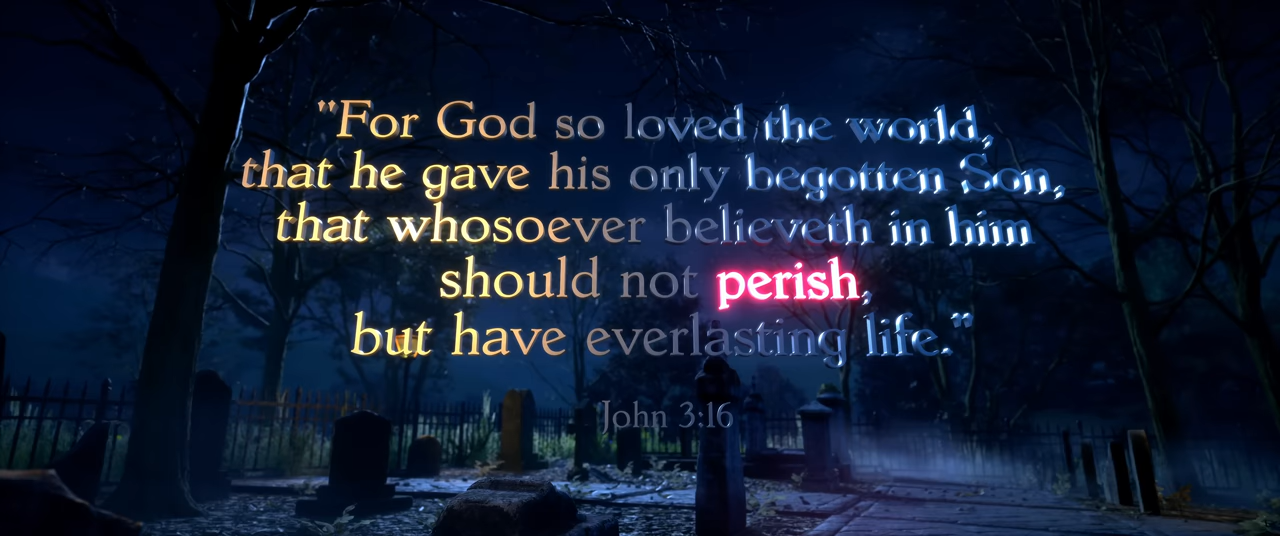 "For God so loved the world,
that he gave his only begotten Son,
that whosoever believeth in him
should not perish,
but have everlasting life."
John 3:16